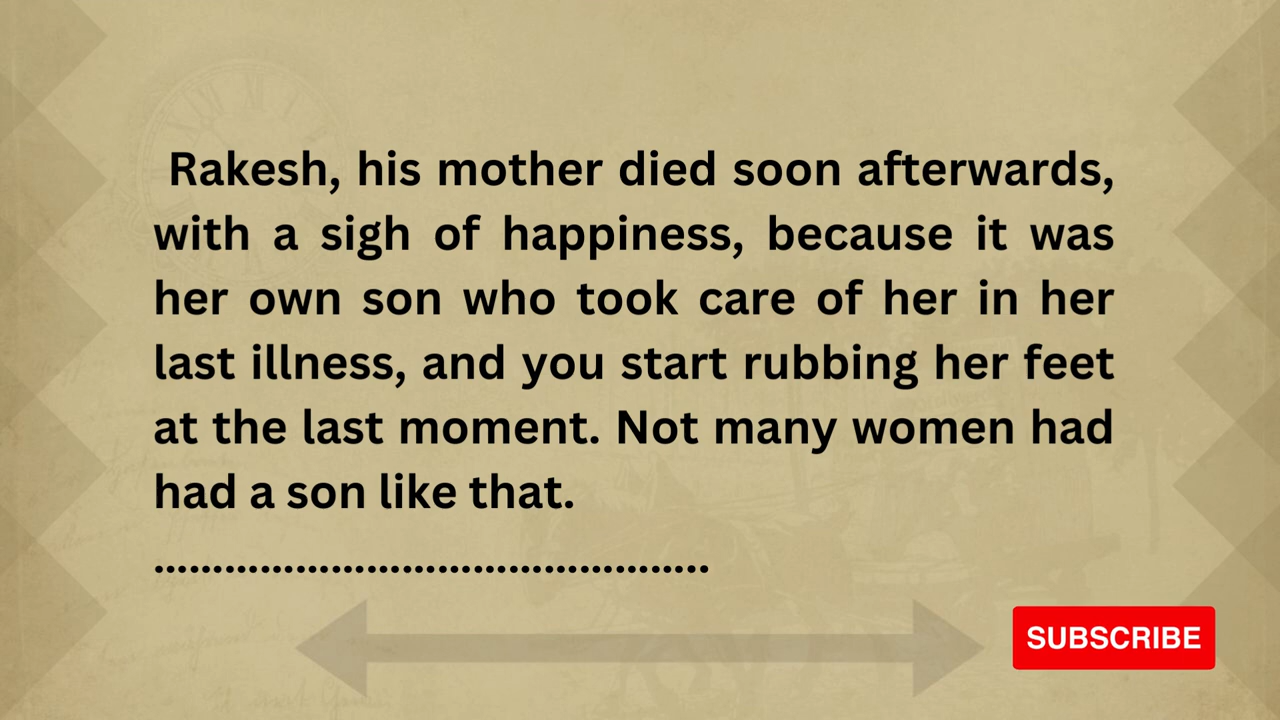 Rakesh, his mother died soon afterwards,
with a sigh of happiness, because it was
her own son who took care of her in her
last illness, and you start rubbing her feet
at the last moment. Not many women had
had a son like that.
................................................
SUBSCRIBE